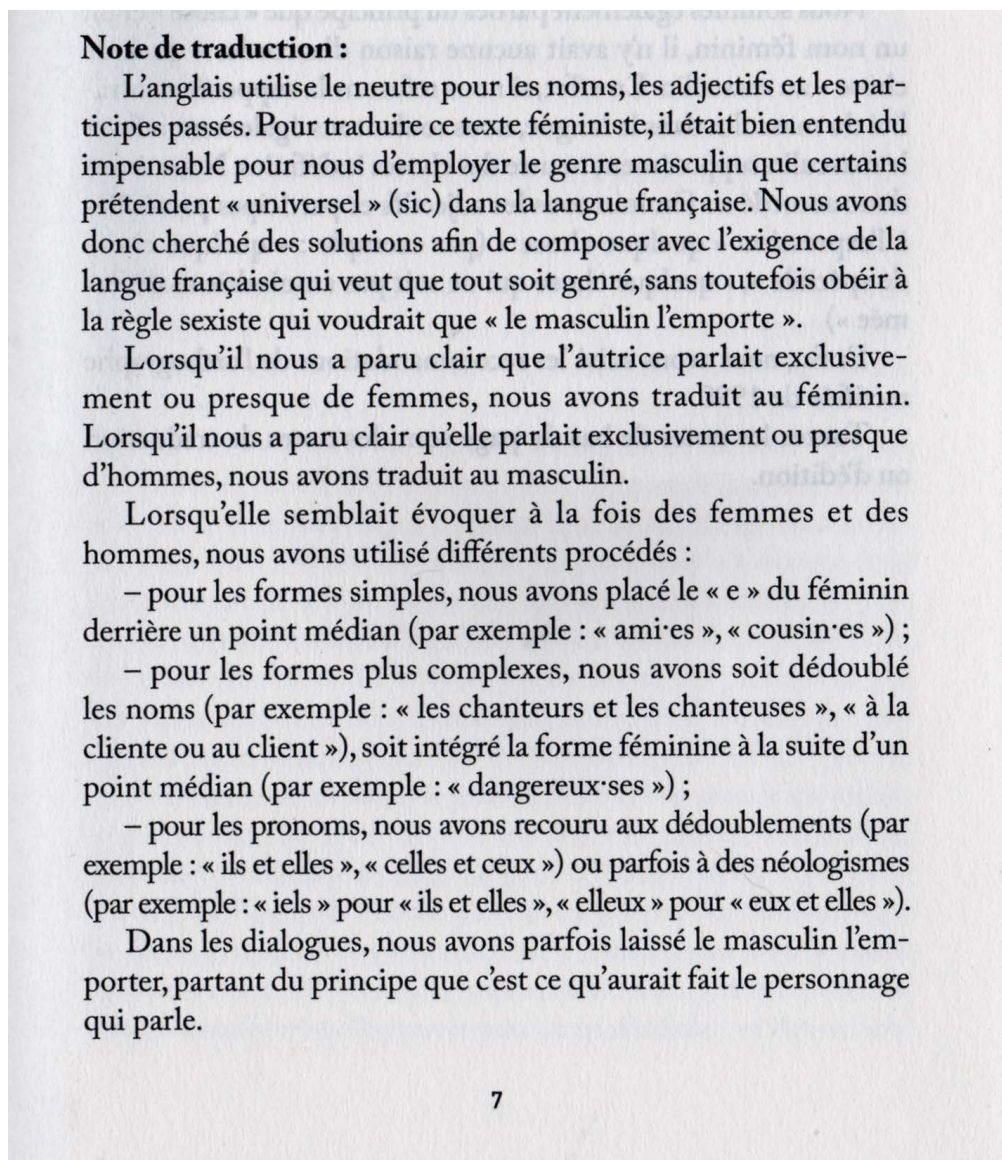 Note de traduction :
L’anglais utilise le neutre pour les noms, les adjectifs et les par-
ticipes passés. Pour traduire ce texte féministe, il était bien entendu
impensable pour nous d’employer le genre masculin que certains
prétendent « universel » (sic) dans la langue française. Nous avons
donc cherché des solutions afin de composer avec l’exigence de la
langue française qui veut que tout soit genré, sans toutefois obéir à
la règle sexiste qui voudrait que « le masculin l’emporte ».
Lorsqu’il nous a paru clair que l’autrice parlait exclusive-
ment ou presque de femmes, nous avons traduit au féminin.
Lorsqu’il nous a paru clair qu’elle parlait exclusivement ou presque
d’hommes, nous avons traduit au masculin.
Lorsqu’elle semblait évoquer à la fois des femmes et des
hommes, nous avons utilisé différents procédés :
– pour les formes simples, nous avons placé le « e » du féminin
derrière un point médian (par exemple : « ami·es », « cousin·es ») ;
– pour les formes plus complexes, nous avons soit dédoublé
les noms (par exemple : « les chanteurs et les chanteuses », « à la
cliente ou au client »), soit intégré la forme féminine à la suite d’un
point médian (par exemple : « dangereux·ses ») ;
– pour les pronoms, nous avons recouru aux dédoublements (par
exemple : « ils et elles », « celles et ceux ») ou parfois à des néologismes
(par exemple : « iels » pour « ils et elles », « elleux » pour « eux et elles »).
Dans les dialogues, nous avons parfois laissé le masculin l’em-
porter, partant du principe que c’est ce qu’aurait fait le personnage
qui parle.
7